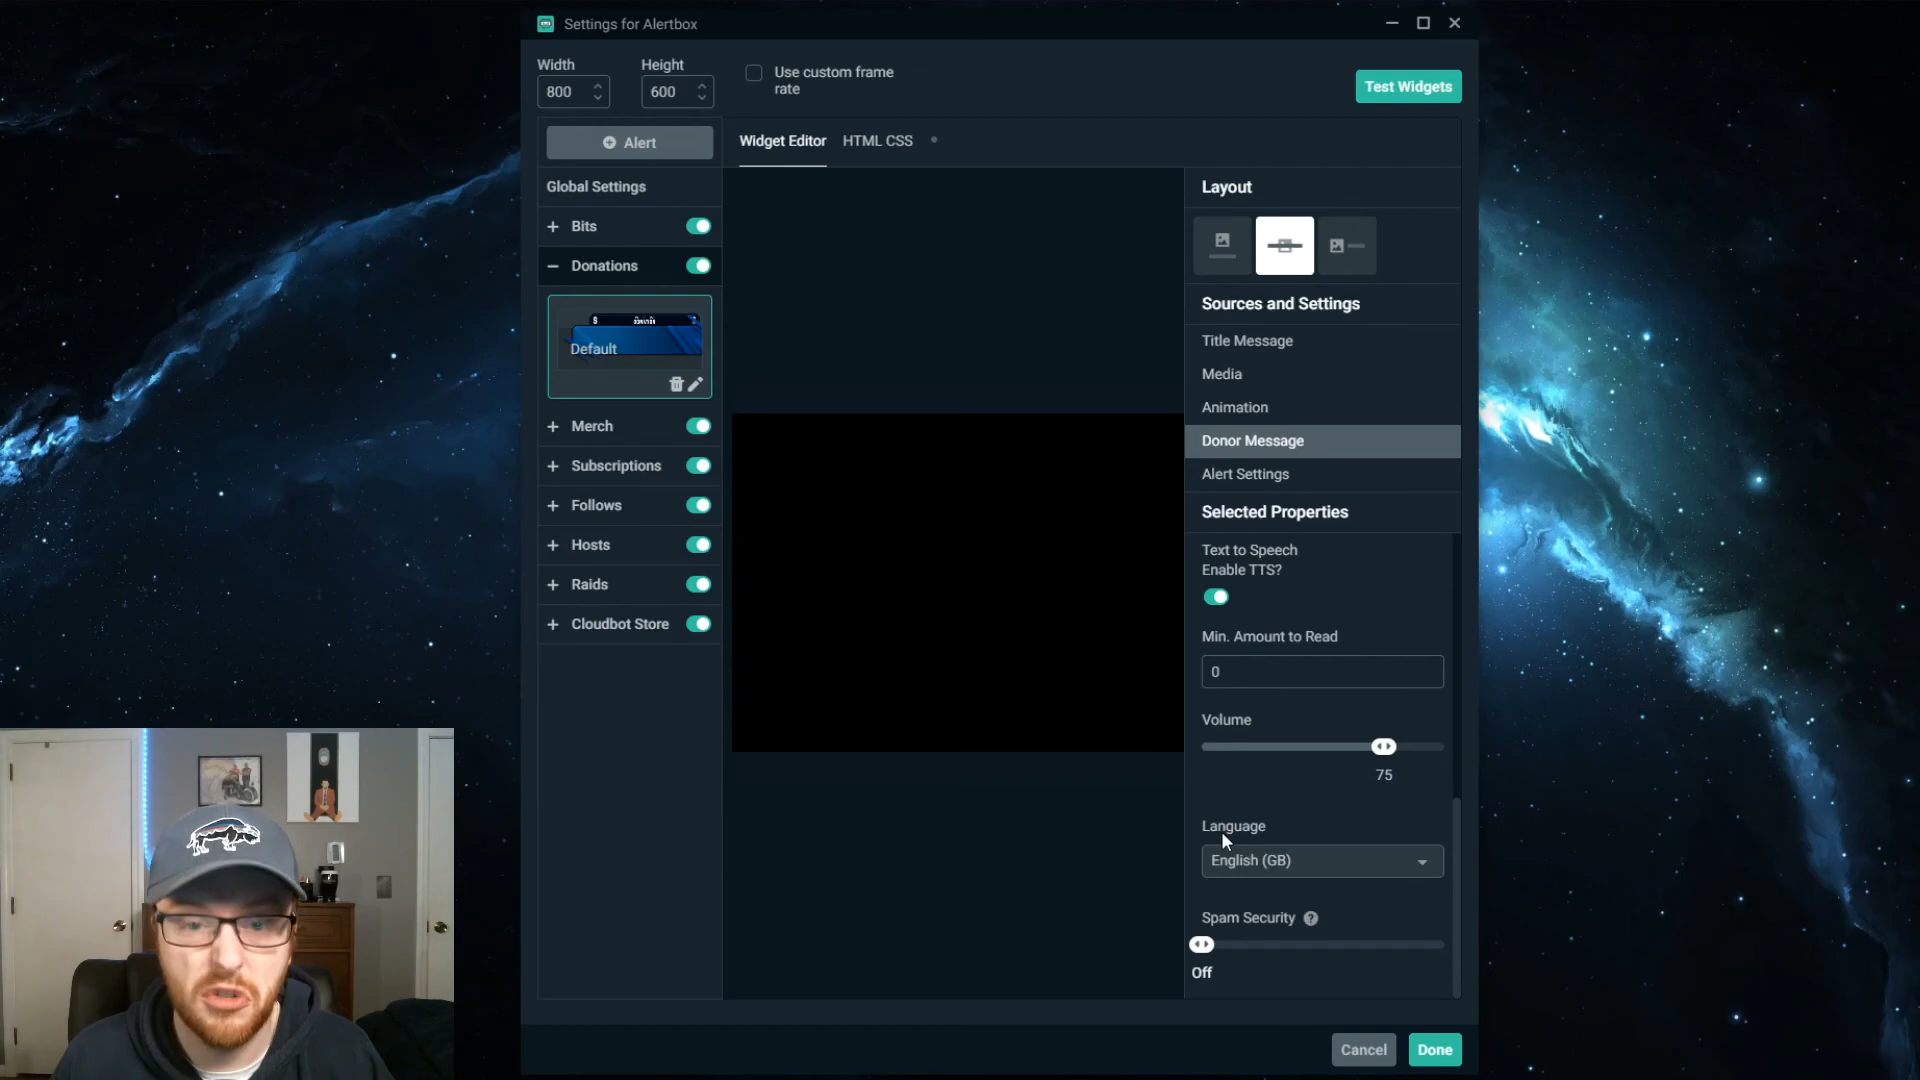 Settings for Alertbox
Width
Height
800
600
Use custom frame
rate
Test Widgets
Alert
Widget Editor
HTML CSS
Global Settings
Bits
Donations
Default
Merch
Subscriptions
Follows
Hosts
Raids
Cloudbot Store
Layout
Sources and Settings
Title Message
Media
Animation
Donor Message
Alert Settings
Selected Properties
Text to Speech
Enable TTS?
Min. Amount to Read
0
Volume
75
Language
English (GB)
Spam Security
Off
Cancel
Done